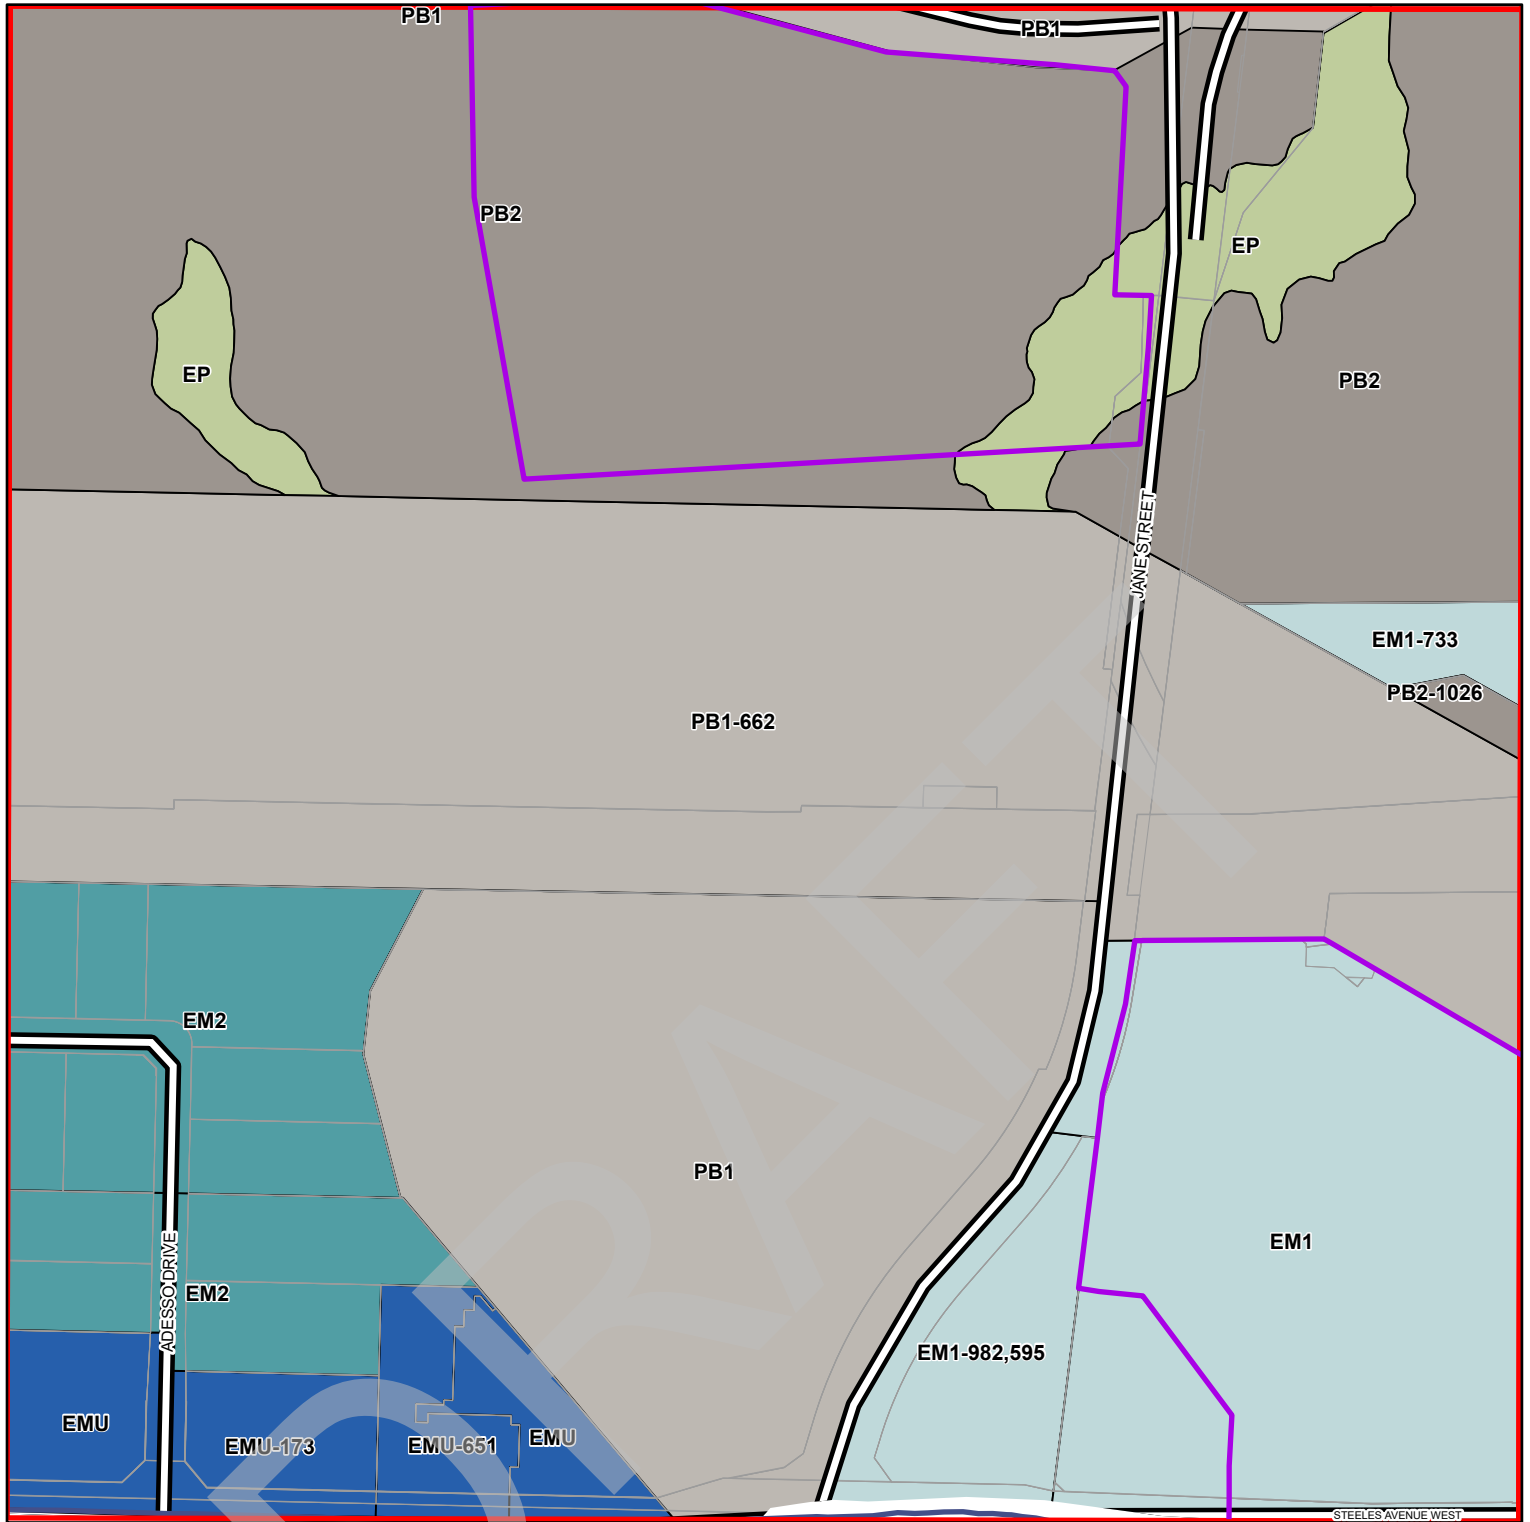 PB1
PB1
PB2
EP
EP
PB2
JANE STREET
EM1-733
PB2-1026
PB1-662
EM2
PB1
EM1
ADESSO DRIVE
EM2
EM1-982,595
EMU
EMU-173
EMU-651
EMU
STEELES AVENUE WEST
DRAFT